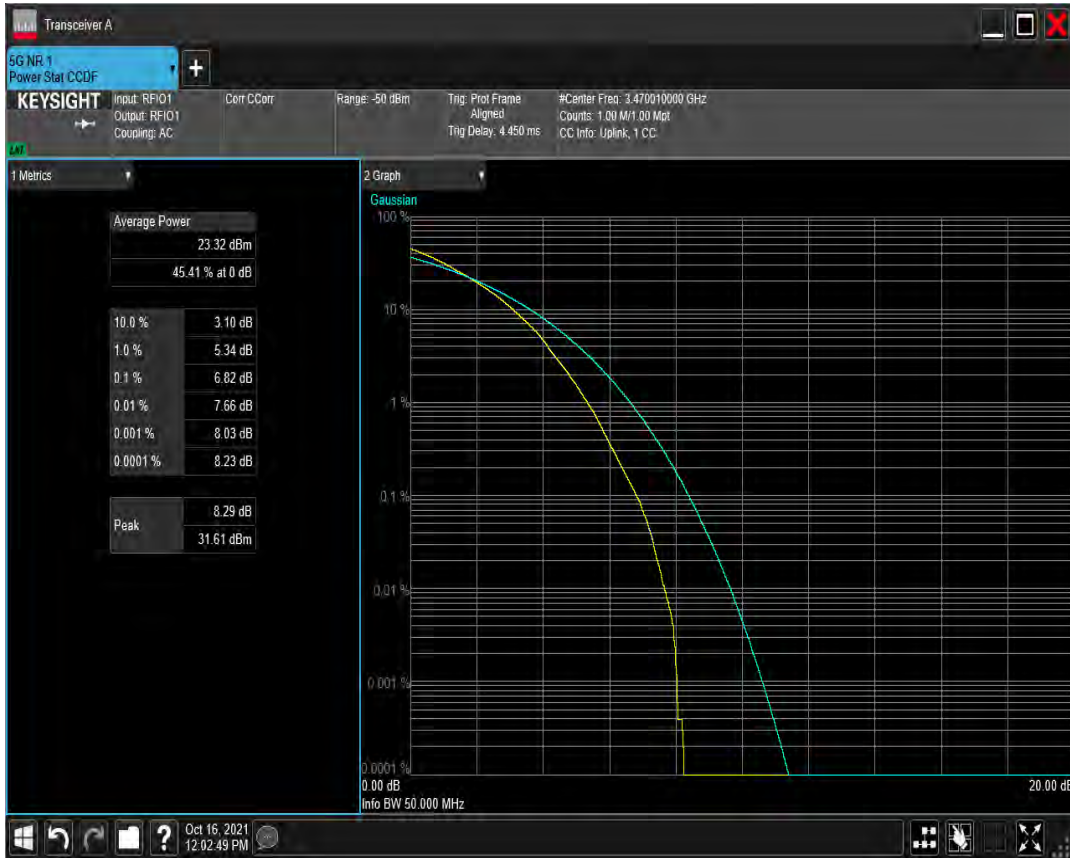 Transceiver A
5G NR 1
Power Stat CCDF
+
KEYSIGHT
Input: RFIO1
Output: RFIO1
Coupling: AC
Corr CCorr
Range: -50 dBm
Trig: Prot Frame
Aligned
Trig Delay: 4.450 ms
#Center Freq: 3.470010000 GHz
Counts: 1.00 M/1.00 Mpt
CC Info: Uplink, 1 CC
1 Metrics
Average Power
23.32 dBm
45.41 % at 0 dB
10.0 % 3.10 dB
1.0 % 5.34 dB
0.1 % 6.82 dB
0.01 % 7.66 dB
0.001 % 8.03 dB
0.0001 % 8.23 dB
Peak
8.29 dB
31.61 dBm
2 Graph
Gaussian
100 %
10 %
1 %
0.1 %
0.01 %
0.001 %
0.0001 %
0.00 dB
20.00 dB
Info BW 50.000 MHz
?
Oct 16, 2021
12:02:49 PM